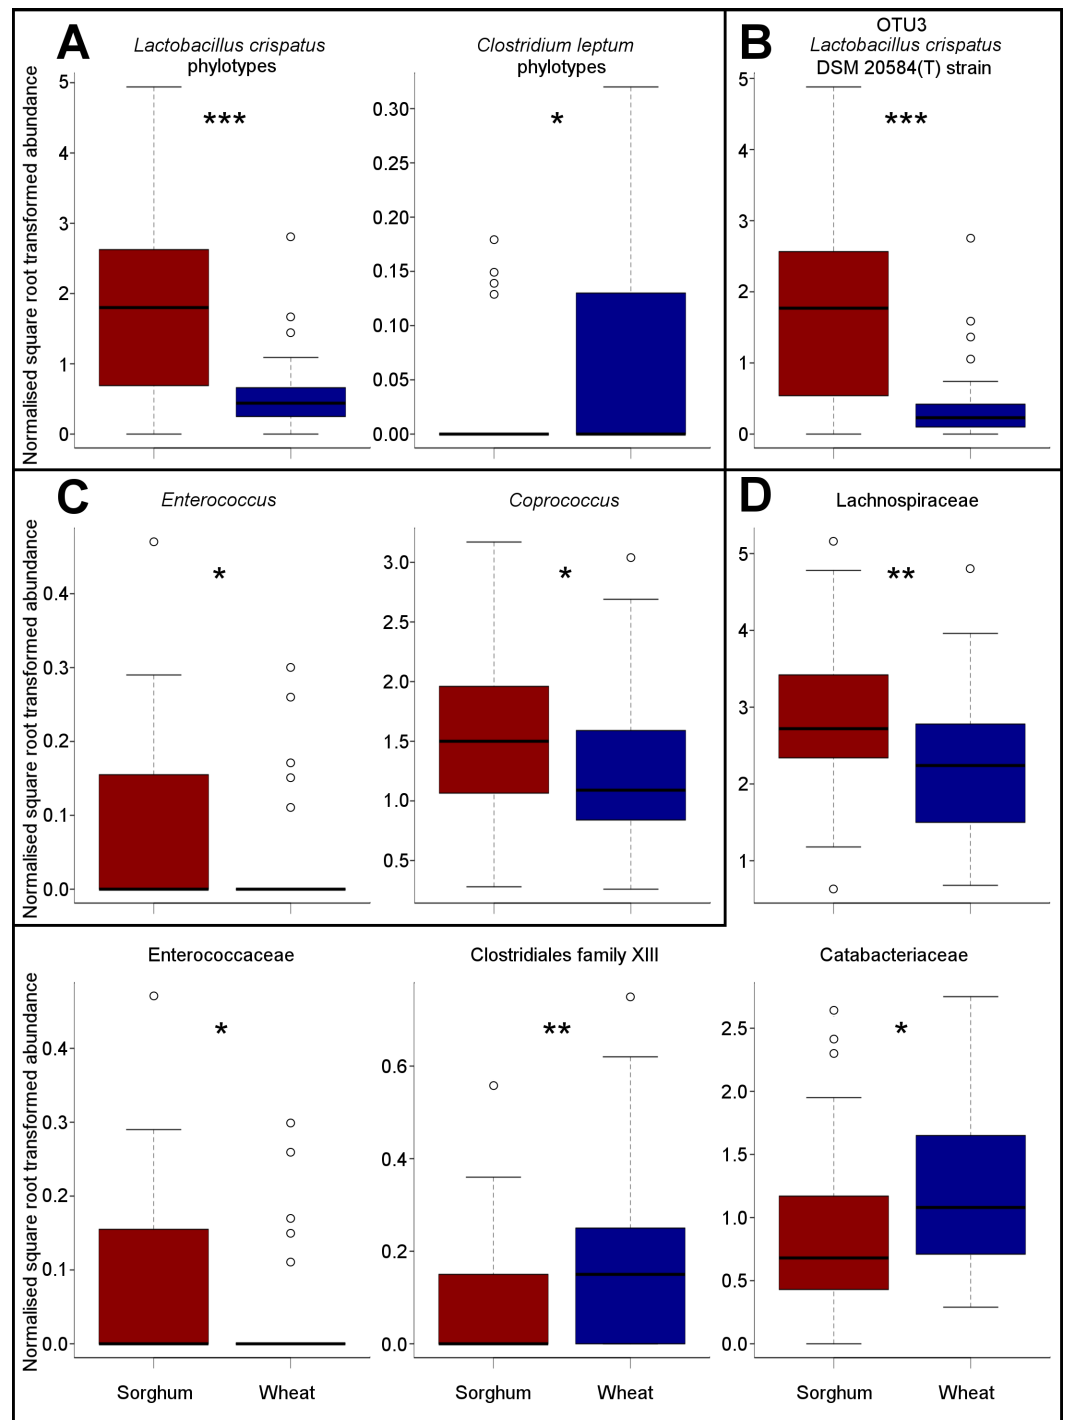 A
Lactobacillus crispatus
phylotypes
Clostridium leptum
phylotypes
B
OTU3
Lactobacillus crispatus
DSM 20584(T) strain
Normalised square root transformed abundance
5
4
3
2
1
0
***
0.30
0.25
0.20
0.15
0.10
0.05
0.00
*
5
4
3
2
1
0
***
C
Enterococcus
Coprococcus
D
Lachnospiraceae
Normalised square root transformed abundance
0.4
0.3
0.2
0.1
0.0
*
3.0
2.5
2.0
1.5
1.0
0.5
*
5
4
3
2
1
**
Enterococcaceae
Clostridiales family XIII
Catabacteriaceae
Normalised square root transformed abundance
0.4
0.3
0.2
0.1
0.0
*
0.6
0.4
0.2
0.0
**
2.5
2.0
1.5
1.0
0.5
0.0
*
Sorghum Wheat
Sorghum Wheat
Sorghum Wheat